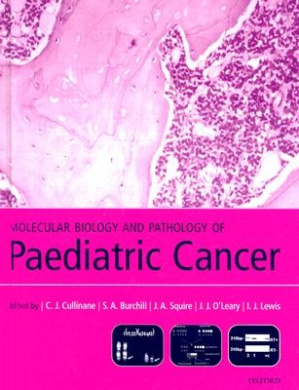 MOLECULAR BIOLOGY AND PATHOLOGY OF
Paediatric Cancer
Edited by | C. J. Cullinane | S. A. Burchill | J. A. Squire | J. J. O'Leary | I. J. Lewis
OXFORD